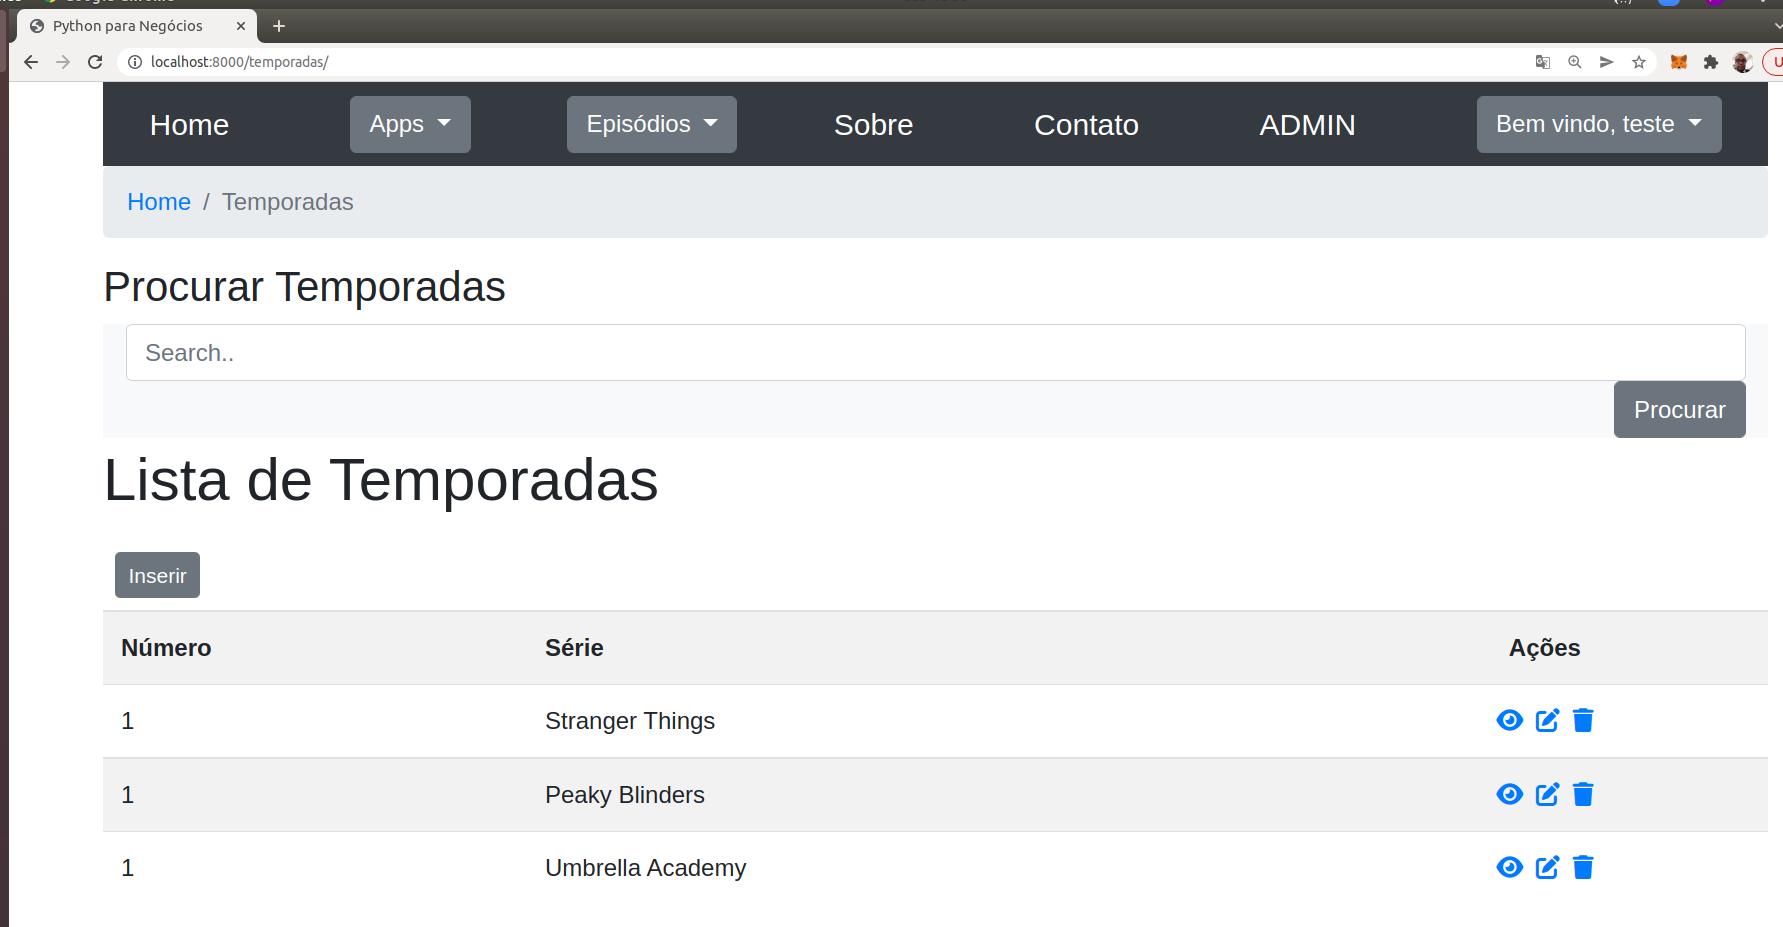 Python para Negócios
localhost:8000/temporadas/
Home Apps Episódios Sobre Contato ADMIN Bem vindo, teste
Home / Temporadas
Procurar Temporadas
Search..
Procurar
Lista de Temporadas
Inserir
Número Série Ações
1 Stranger Things
1 Peaky Blinders
1 Umbrella Academy